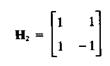 H₂ = [1 1
1 -1]